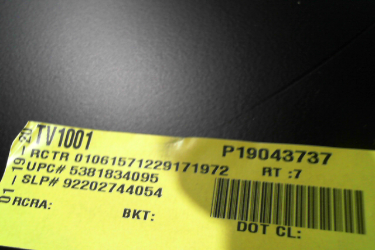 TV1001
P19043737
RCTR 01061571229171972
RT :7
UPC# 5381834095
SLP# 92202744054
RCRA:
BKT:
DOT CL:
01 - 19 - 20